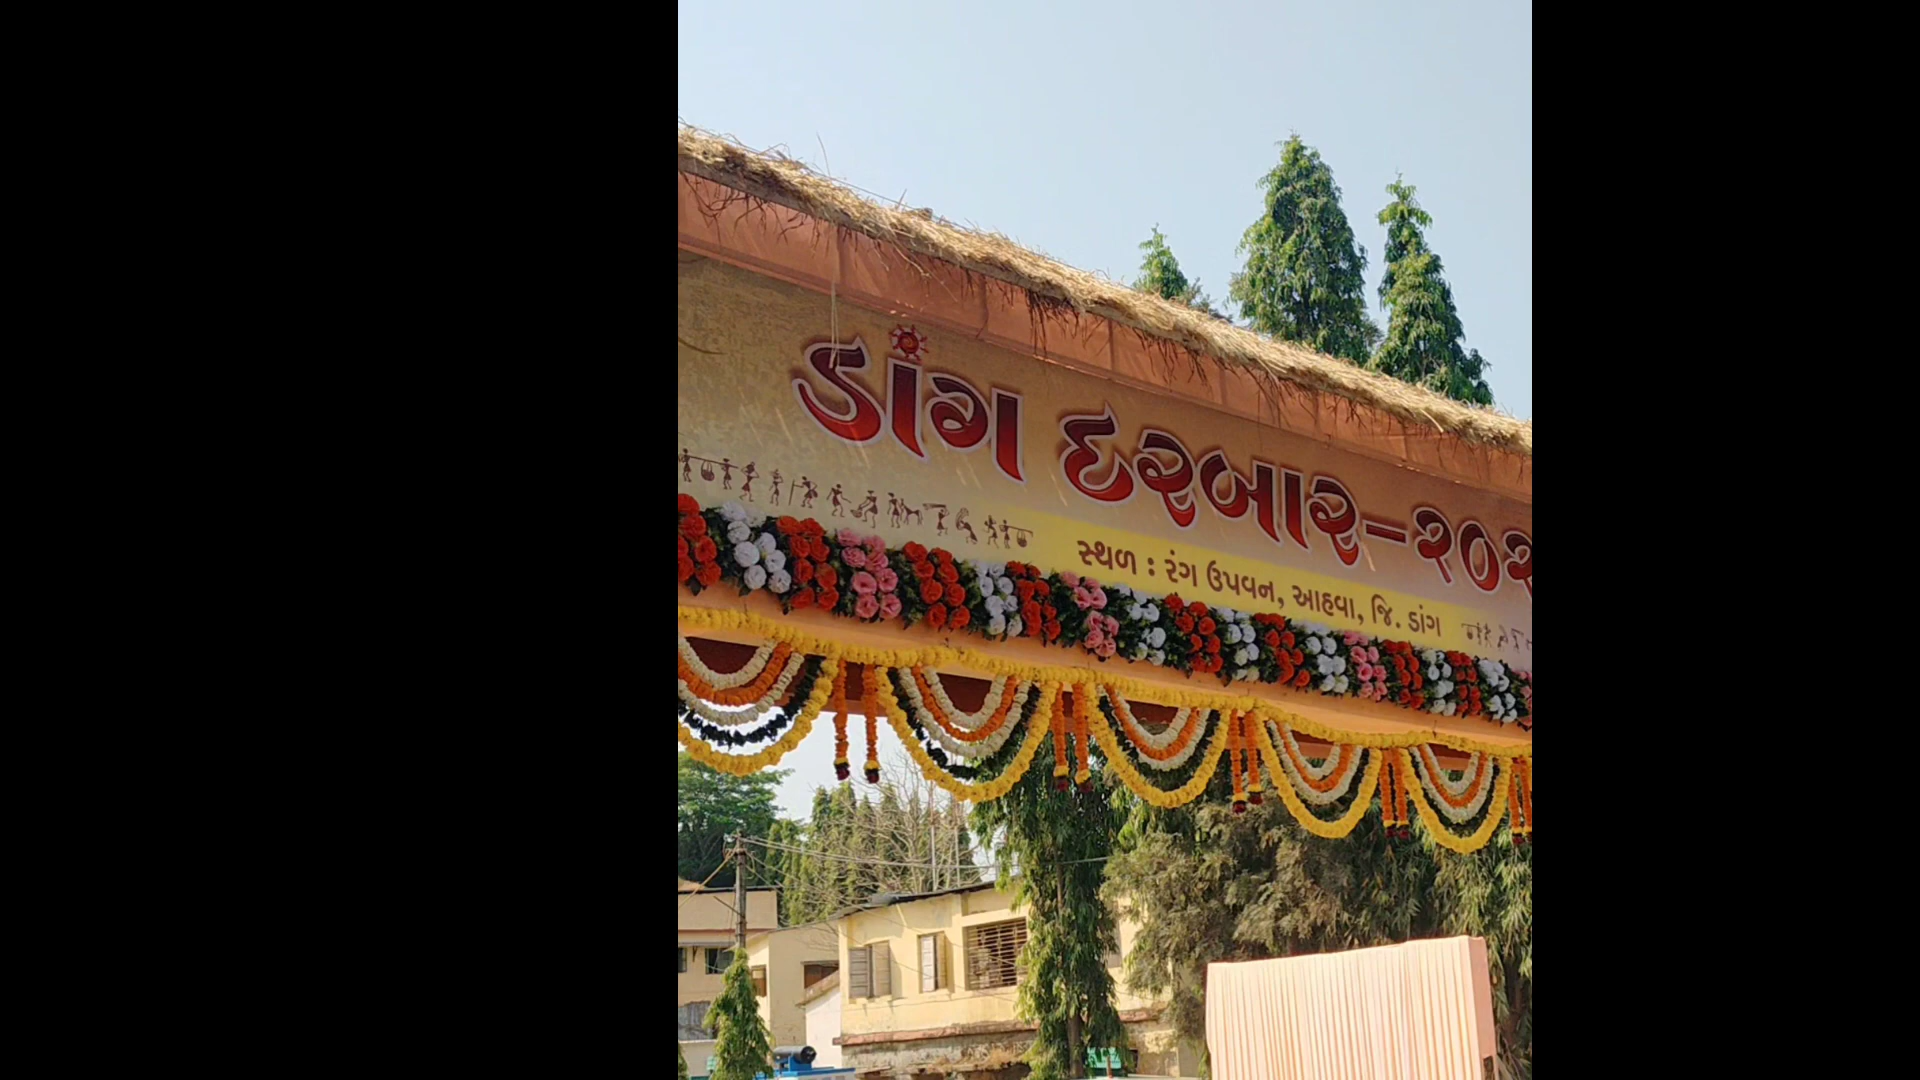 ડાંગ દરબાર-૨૦૨
સ્થળ : રંગ ઉપવન, આહવા, જિ. ડાંગ